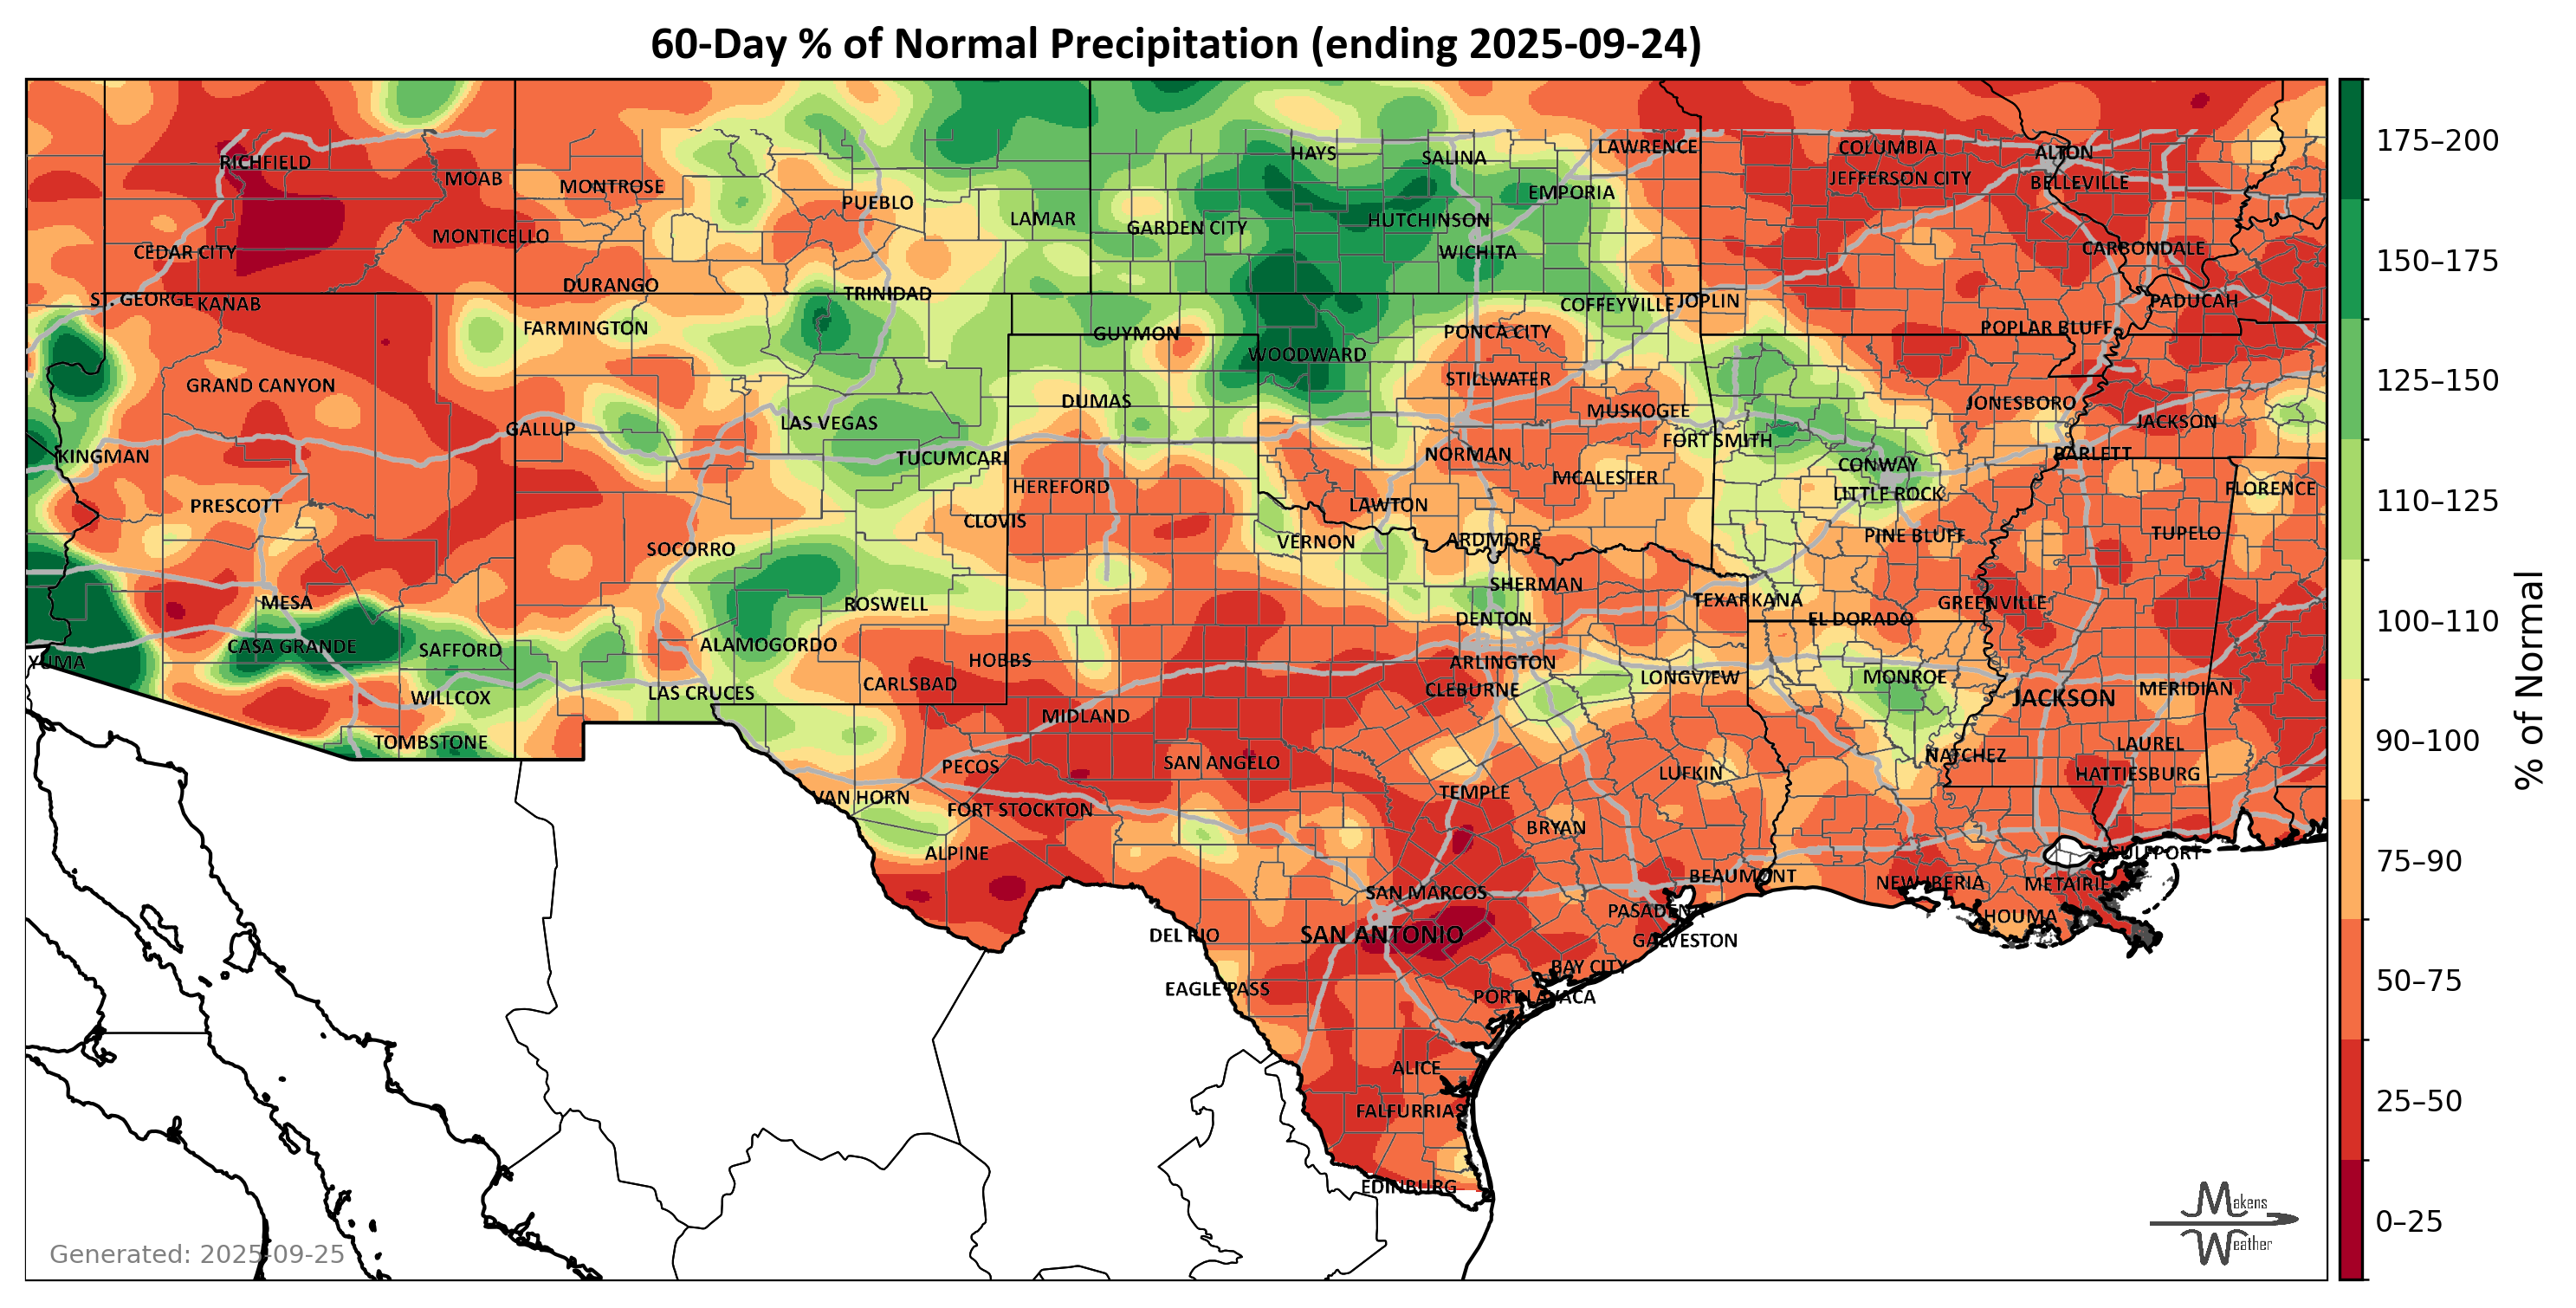 60-Day % of Normal Precipitation (ending 2025-09-24)
HAYS
SALINA
LAWRENCE
COLUMBIA
ALTON
RICHFIELD
MOAB
MONTROSE
JEFFERSON CITY
BELLEVILLE
EMPORIA
PUEBLO
LAMAR
GARDEN CITY
HUTCHINSON
MONTICELLO
CEDAR CITY
WICHITA
CARBONDALE
DURANGO
TRINIDAD
ST. GEORGE
KANAB
COFFEYVILLE
JOPLIN
PADUCAH
FARMINGTON
GUYMON
PONCA CITY
POPLAR BLUFF
WOODWARD
GRAND CANYON
STILLWATER
DUMAS
MUSKOGEE
JONESBORO
LAS VEGAS
JACKSON
GALLUP
FORT SMITH
KINGMAN
TUCUMCARI
NORMAN
BARLETT
CONWAY
HEREFORD
MCALESTER
LITTLE ROCK
FLORENCE
PRESCOTT
LAWTON
CLOVIS
PINE BLUFF
TUPELO
SOCORRO
VERNON
ARDMORE
SHERMAN
MESA
ROSWELL
TEXARKANA
GREENVILLE
DENTON
EL DORADO
CASA GRANDE
SAFFORD
ALAMOGORDO
YUMA
HOBBS
ARLINGTON
LONGVIEW
MONROE
WILLCOX
LAS CRUCES
CARLSBAD
CLEBURNE
JACKSON
MERIDIAN
MIDLAND
TOMBSTONE
LAUREL
PECOS
SAN ANGELO
NATCHEZ
LUFKIN
HATTIESBURG
VAN HORN
FORT STOCKTON
TEMPLE
BRYAN
ALPINE
GULFPORT
BEAUMONT
SAN MARCOS
NEW IBERIA
METAIRIE
PASADENA
HOUMA
DEL RIO
SAN ANTONIO
GALVESTON
BAY CITY
EAGLE PASS
PORT LAVACA
ALICE
FALFURRIAS
EDINBURG
Generated: 2025-09-25
Makens
Weather
175–200
150–175
125–150
110–125
100–110
90–100
75–90
50–75
25–50
0–25
% of Normal